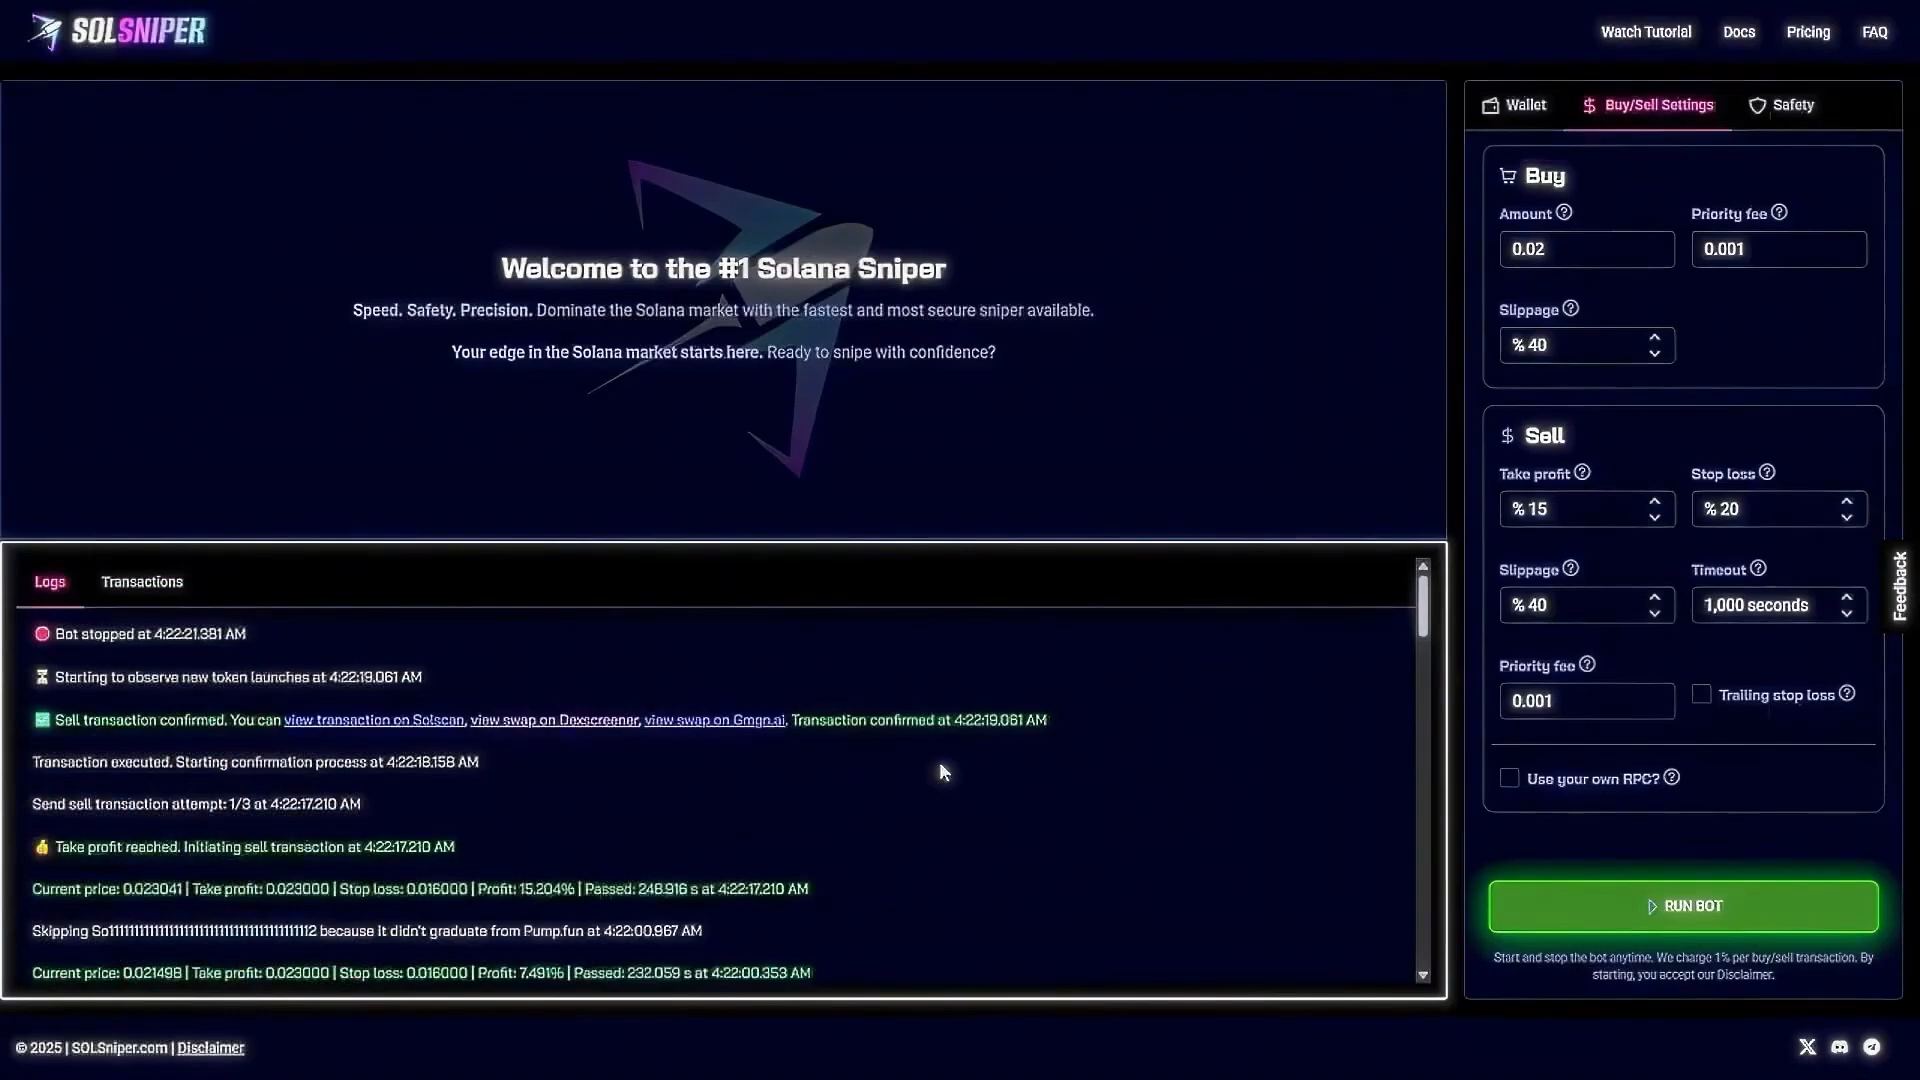 SOLSNIPER
Watch Tutorial
Docs
Pricing
FAQ
Welcome to the #1 Solana Sniper
Speed. Safety. Precision. Dominate the Solana market with the fastest and most secure sniper available.
Your edge in the Solana market starts here. Ready to snipe with confidence?
Logs
Transactions
Bot stopped at 4:22:21.381 AM
Starting to observe new token launches at 4:22:19.061 AM
Sell transaction confirmed. You can view transaction on Solscan, view swap on Dexscreener, view swap on Gmgn.ai. Transaction confirmed at 4:22:19.061 AM
Transaction executed. Starting confirmation process at 4:22:18.158 AM
Send sell transaction attempt: 1/3 at 4:22:17.210 AM
Take profit reached. Initiating sell transaction at 4:22:17.210 AM
Current price: 0.023041 | Take profit: 0.023000 | Stop loss: 0.016000 | Profit: 15.204% | Passed: 248.916 s at 4:22:17.210 AM
Skipping So11111111111111111111111111111111111111112 because it didn't graduate from Pump.fun at 4:22:00.967 AM
Current price: 0.021498 | Take profit: 0.023000 | Stop loss: 0.016000 | Profit: 7.491% | Passed: 232.059 s at 4:22:00.353 AM
Wallet
Buy/Sell Settings
Safety
Buy
Amount
Priority fee
0.02
0.001
Slippage
% 40
Sell
Take profit
Stop loss
% 15
% 20
Slippage
Timeout
% 40
1,000 seconds
Priority fee
0.001
Trailing stop loss
Use your own RPC?
RUN BOT
Start and stop the bot anytime. We charge 1% per buy/sell transaction. By
starting, you accept our Disclaimer.
Feedback
© 2025 | SOLSniper.com | Disclaimer